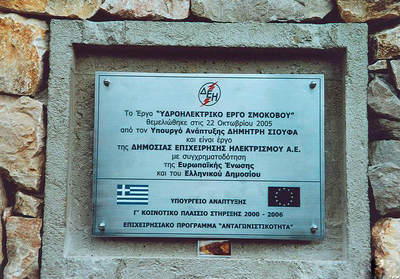 ΔΕΗ
Το Έργο "ΥΔΡΟΗΛΕΚΤΡΙΚΟ ΕΡΓΟ ΣΜΟΚΟΒΟΥ"
θεμελιώθηκε στις 22 Οκτωβρίου 2005
από τον Υπουργό Ανάπτυξης ΔΗΜΗΤΡΗ ΣΙΟΥΦΑ
και είναι έργο
της ΔΗΜΟΣΙΑΣ ΕΠΙΧΕΙΡΗΣΗΣ ΗΛΕΚΤΡΙΣΜΟΥ Α.Ε.
με συγχρηματοδότηση
της Ευρωπαϊκής Ένωσης
και του Ελληνικού Δημοσίου
ΥΠΟΥΡΓΕΙΟ ΑΝΑΠΤΥΞΗΣ
Γ' ΚΟΙΝΟΤΙΚΟ ΠΛΑΙΣΙΟ ΣΤΗΡΙΞΗΣ 2000 - 2006
ΕΠΙΧΕΙΡΗΣΙΑΚΟ ΠΡΟΓΡΑΜΜΑ "ΑΝΤΑΓΩΝΙΣΤΙΚΟΤΗΤΑ"